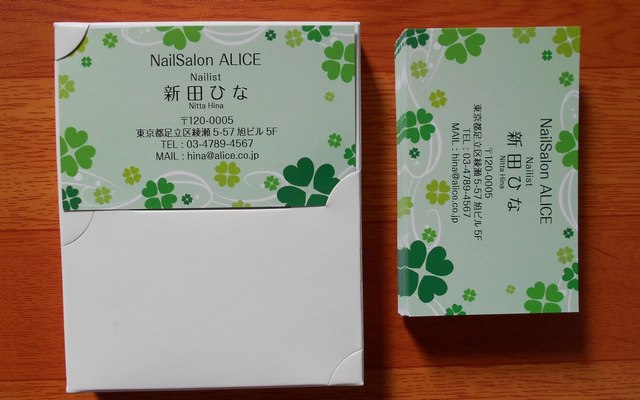 NailSalon ALICE
Nailist
新田ひな
Nitta Hina
〒120-0005
東京都足立区綾瀬 5-57 旭ビル 5F
TEL : 03-4789-4567
MAIL : hina@alice.co.jp
NailSalon ALICE
Nailist
新田ひな
Nitta Hina
〒120-0005
東京都足立区綾瀬 5-57 旭ビル 5F
TEL : 03-4789-4567
MAIL : hina@alice.co.jp